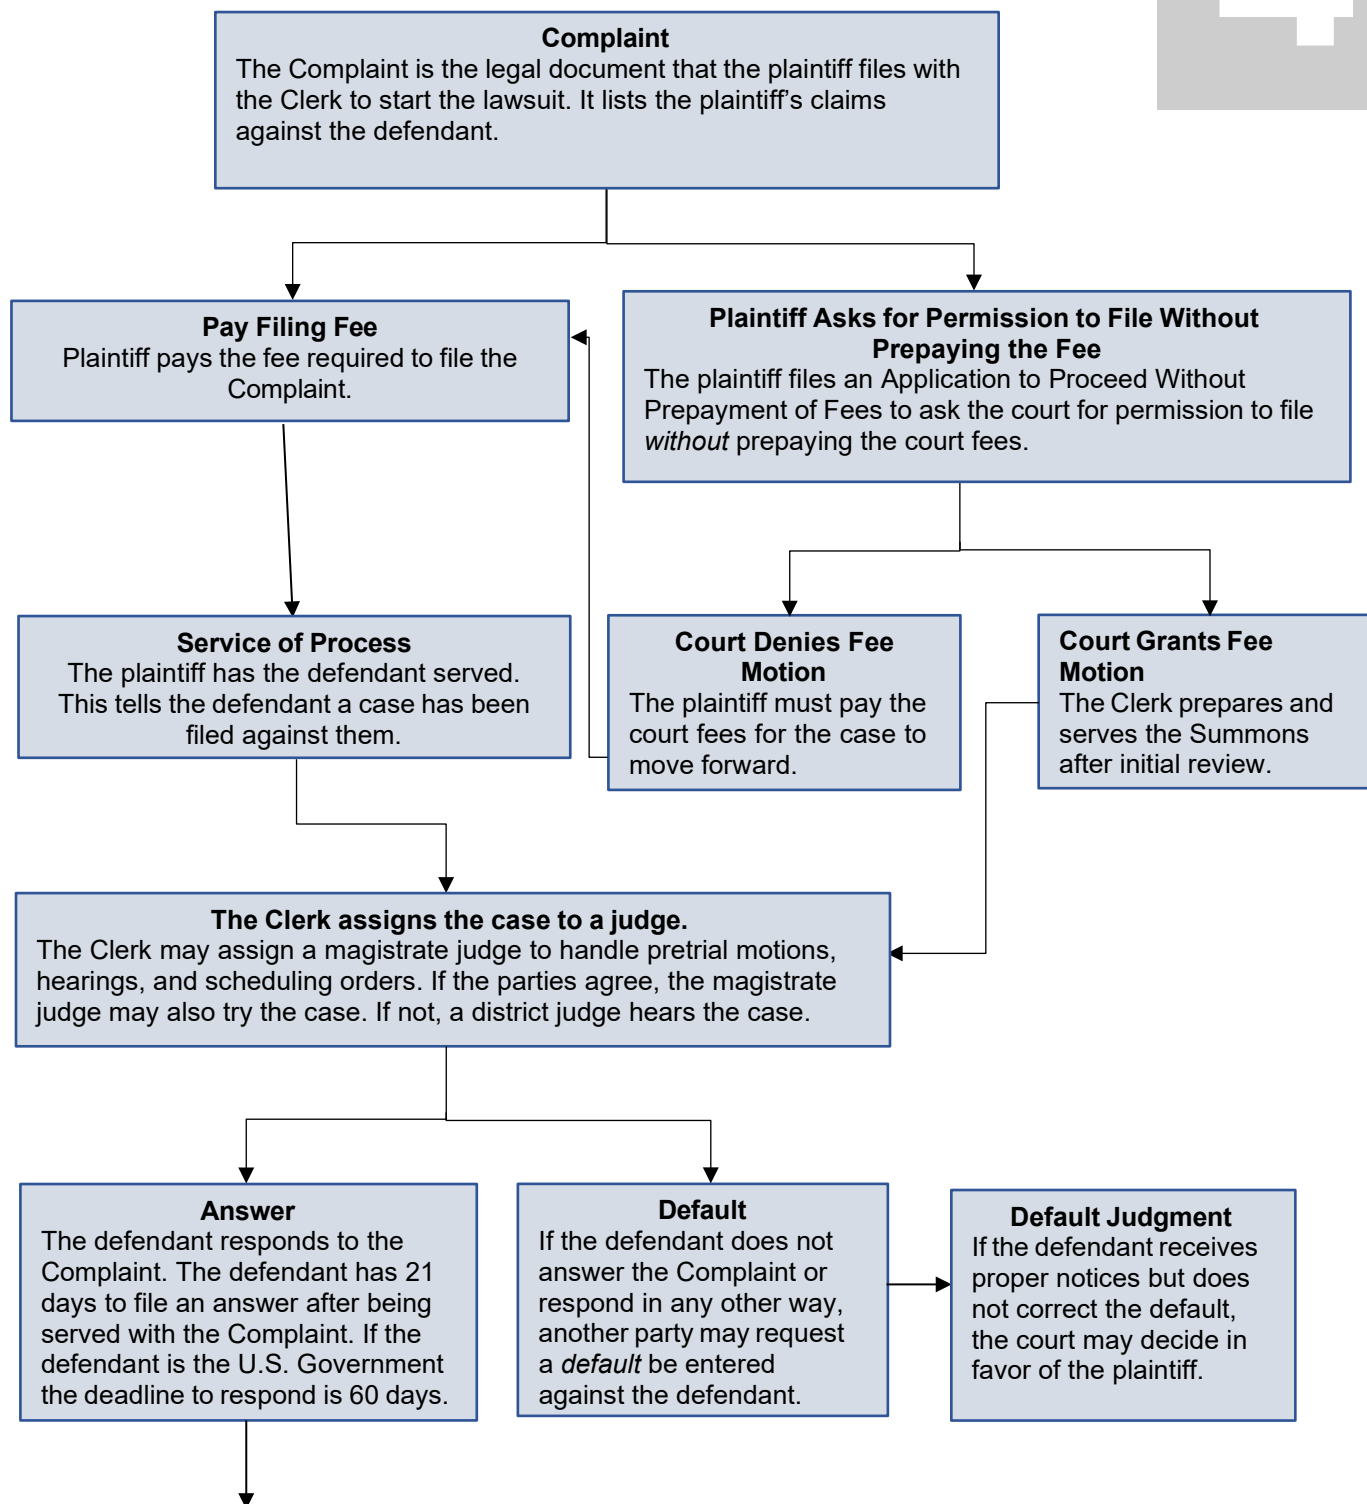 Complaint
The Complaint is the legal document that the plaintiff files with
the Clerk to start the lawsuit. It lists the plaintiff’s claims
against the defendant.
Pay Filing Fee
Plaintiff pays the fee required to file the
Complaint.
Plaintiff Asks for Permission to File Without
Prepaying the Fee
The plaintiff files an Application to Proceed Without
Prepayment of Fees to ask the court for permission to file
without prepaying the court fees.
Service of Process
The plaintiff has the defendant served.
This tells the defendant a case has been
filed against them.
Court Denies Fee
Motion
The plaintiff must pay the
court fees for the case to
move forward.
Court Grants Fee
Motion
The Clerk prepares and
serves the Summons
after initial review.
The Clerk assigns the case to a judge.
The Clerk may assign a magistrate judge to handle pretrial motions,
hearings, and scheduling orders. If the parties agree, the magistrate
judge may also try the case. If not, a district judge hears the case.
Answer
The defendant responds to the
Complaint. The defendant has 21
days to file an answer after being
served with the Complaint. If the
defendant is the U.S. Government
the deadline to respond is 60 days.
Default
If the defendant does not
answer the Complaint or
respond in any other way,
another party may request
a default be entered
against the defendant.
Default Judgment
If the defendant receives
proper notices but does
not correct the default,
the court may decide in
favor of the plaintiff.